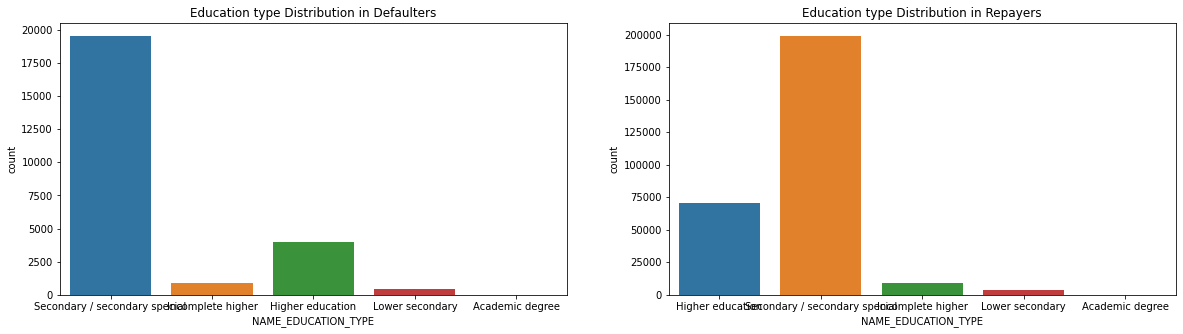 Education type Distribution in Defaulters
20000
17500
15000
12500
10000
7500
5000
2500
0
count
Secondary / secondary special
Incomplete higher
Higher education
Lower secondary
Academic degree
NAME_EDUCATION_TYPE
Education type Distribution in Repayers
200000
175000
150000
125000
100000
75000
50000
25000
0
count
Higher education
Secondary / secondary special
Incomplete higher
Lower secondary
Academic degree
NAME_EDUCATION_TYPE